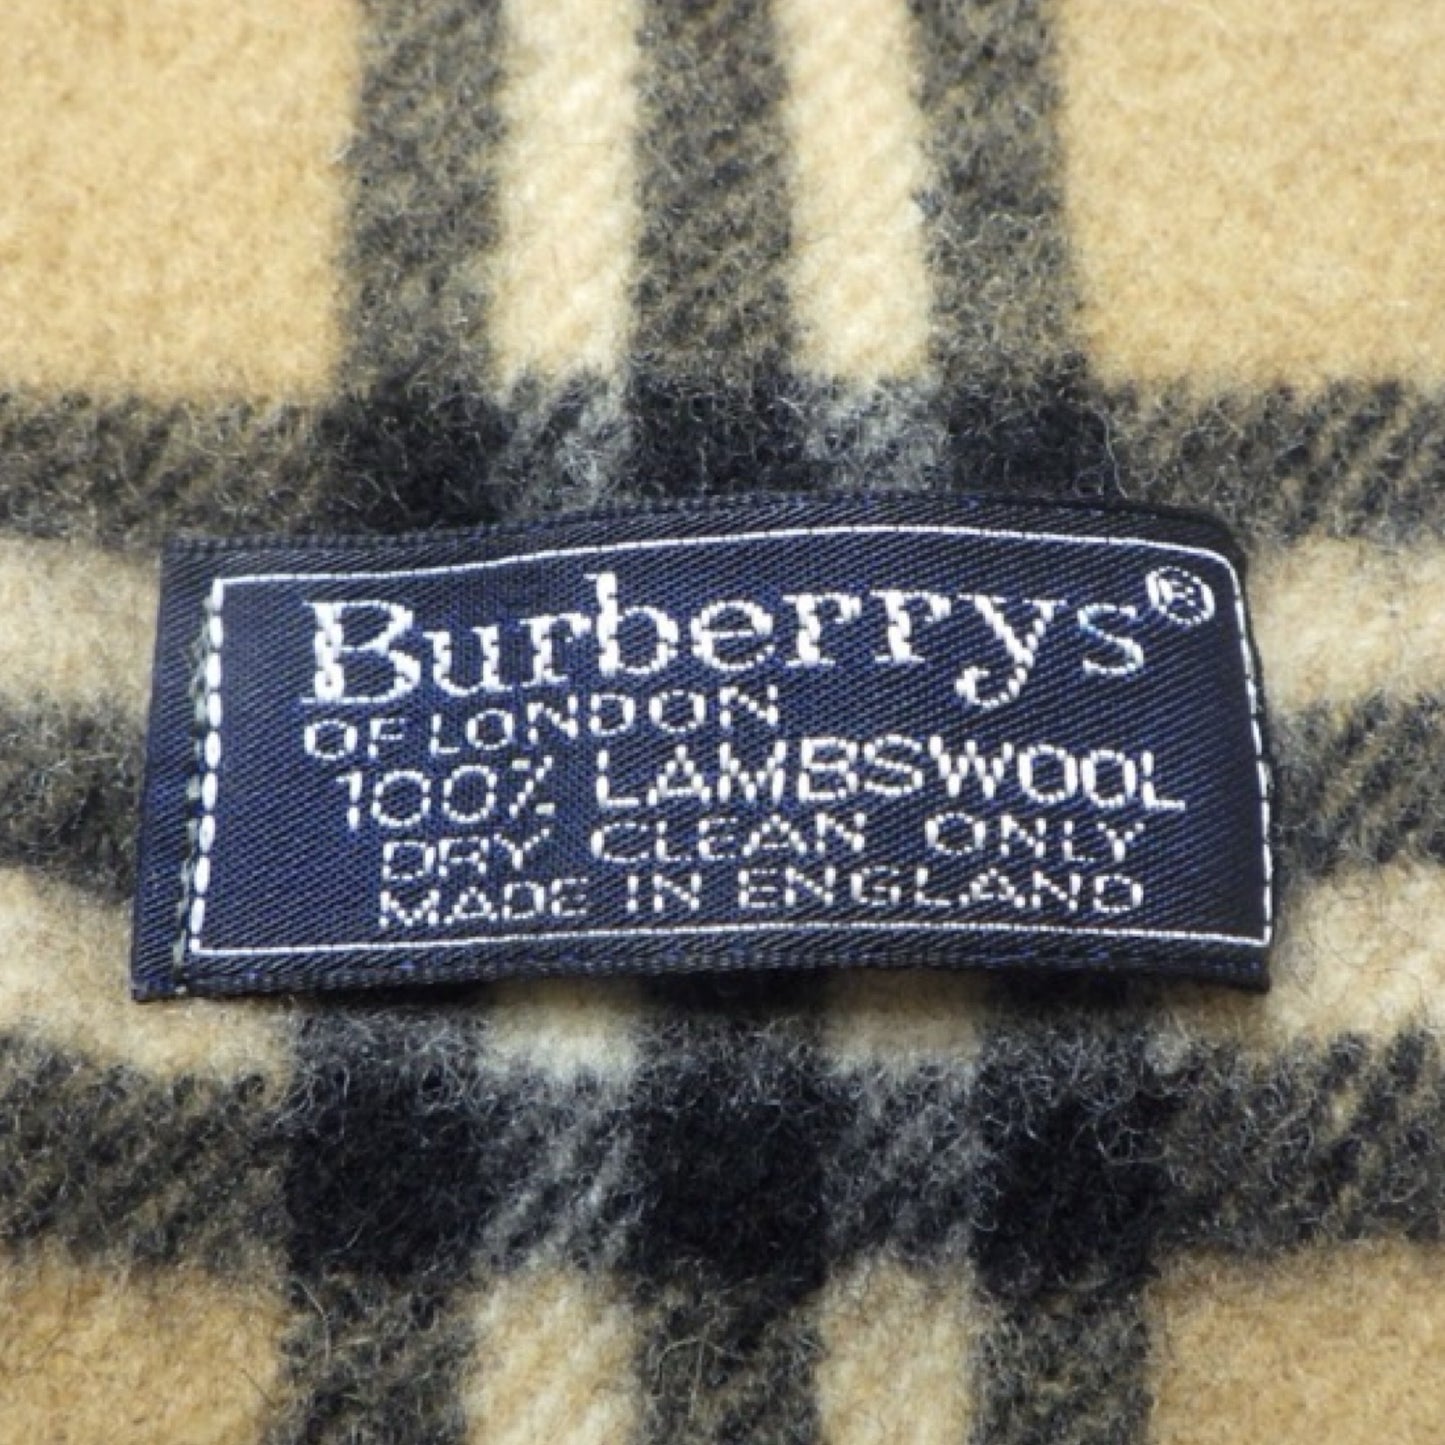 Burberrys®
OF LONDON
100% LAMBSWOOL
DRY CLEAN ONLY
MADE IN ENGLAND